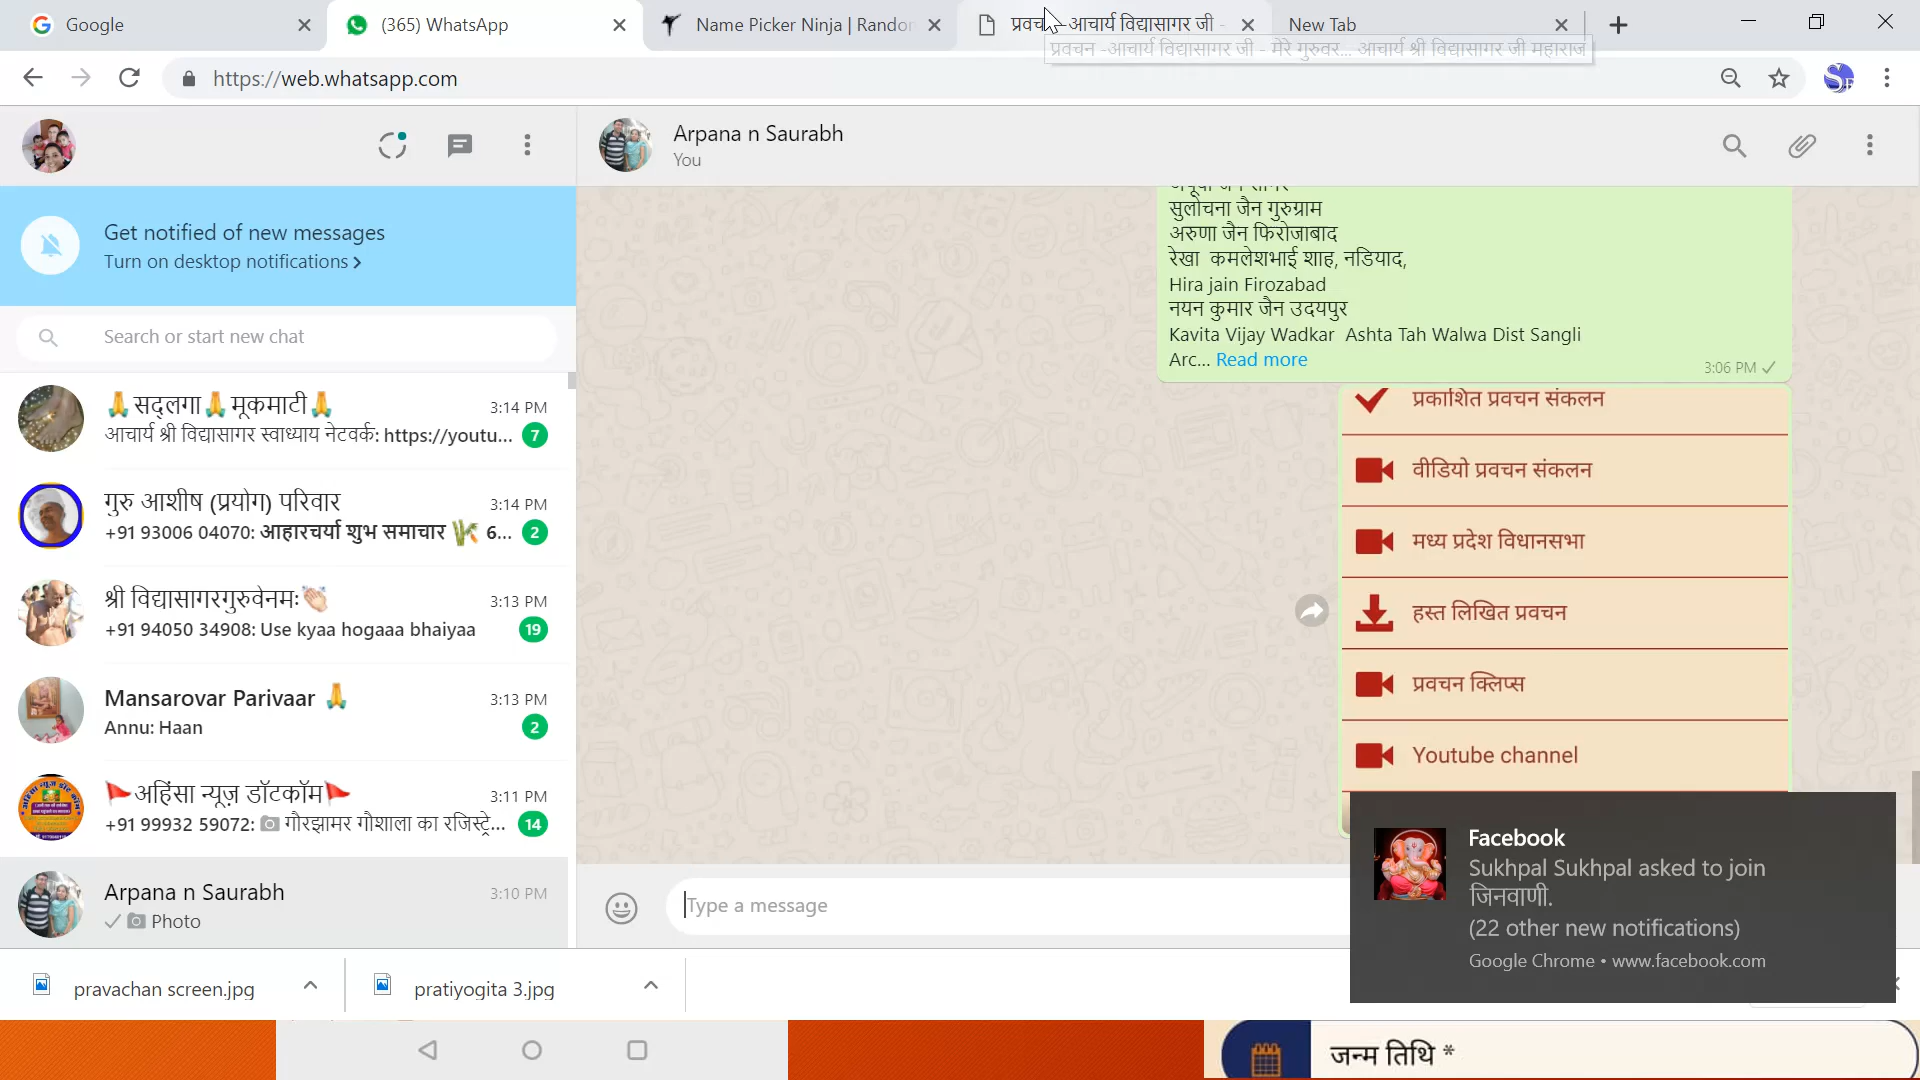 Google
(365) WhatsApp
Name Picker Ninja | Randor
आचार्य विद्यासागर जी -
New Tab
प्रवचन -आचार्य विद्यासागर जी - मेरे गुरुवर... आचार्य श्री विद्यासागर जी महाराज
https://web.whatsapp.com
Arpana n Saurabh
You
Get notified of new messages
Turn on desktop notifications >
Search or start new chat
🙏सद्लगा🙏मूकमाटी🙏
3:14 PM
आचार्य श्री विद्यासागर स्वाध्याय नेटवर्क: https://youtu...
7
गुरु आशीष (प्रयोग) परिवार
3:14 PM
+91 93006 04070: आहारचर्या शुभ समाचार 🎋 6...
2
श्री विद्यासागरगुरुवेनमः👏
3:13 PM
+91 94050 34908: Use kyaa hogaaa bhaiyaa
19
Mansarovar Parivaar 🙏
3:13 PM
Annu: Haan
2
🚩अहिंसा न्यूज़ डॉटकॉम🚩
3:11 PM
+91 99932 59072: 📷 गौरझामर गौशाला का रजिस्ट्रे...
14
Arpana n Saurabh
3:10 PM
Photo
सुलोचना जैन गुरुग्राम
अरुणा जैन फिरोजाबाद
रेखा कमलेशभाई शाह, नडियाद,
Hira jain Firozabad
नयन कुमार जैन उदयपुर
Kavita Vijay Wadkar Ashta Tah Walwa Dist Sangli
Arc... Read more
3:06 PM
प्रकाशित प्रवचन संकलन
वीडियो प्रवचन संकलन
मध्य प्रदेश विधानसभा
हस्त लिखित प्रवचन
प्रवचन क्लिप्स
Youtube channel
Type a message
Facebook
Sukhpal Sukhpal asked to join
जिनवाणी.
(22 other new notifications)
Google Chrome • www.facebook.com
pravachan screen.jpg
pratiyogita 3.jpg
जन्म तिथि *